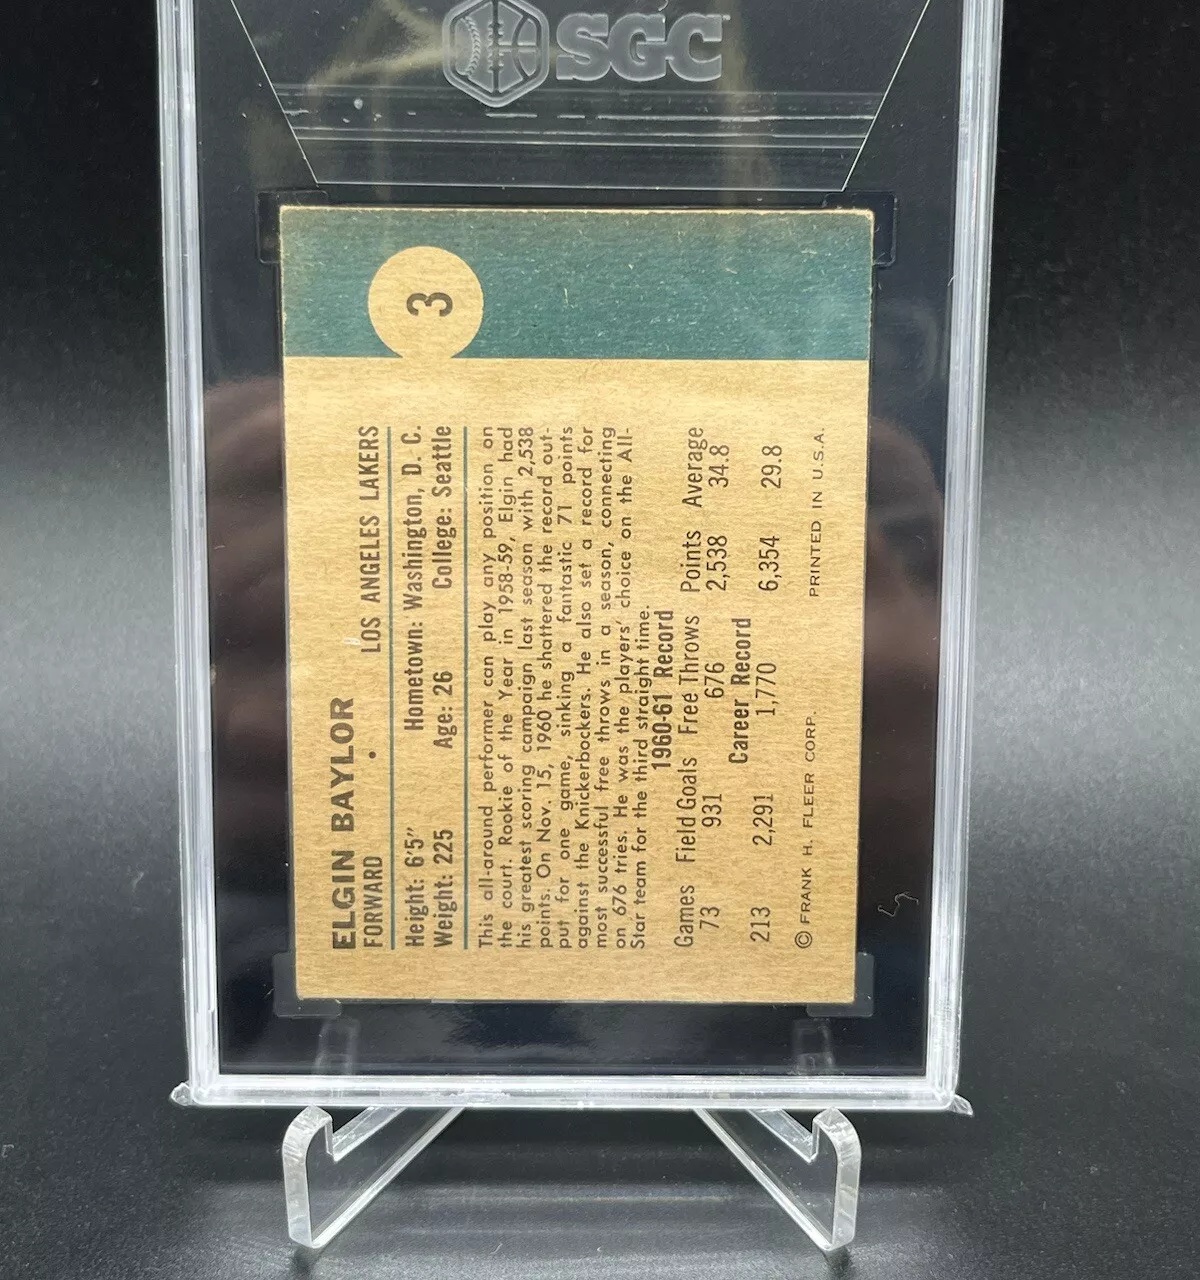 SGC
3
ELGIN BAYLOR
FORWARD LOS ANGELES LAKERS
Height: 6'5" Hometown: Washington, D. C.
Weight: 225 Age: 26 College: Seattle
This all-around performer can play any position on
the court. Rookie of the Year in 1958-59, Elgin had
his greatest scoring campaign last season with 2,538
points. On Nov. 15, 1960 he shattered the record out-
put for one game, sinking a fantastic 71 points
against the Knickerbockers. He also set a record for
most successful free throws in a season, connecting
on 676 tries. He was the players' choice on the All-
Star team for the third straight time.
1960-61 Record
Games Field Goals Free Throws Points Average
73 931 676 2,538 34.8
Career Record
213 2,291 1,770 6,354 29.8
© FRANK H. FLEER CORP. PRINTED IN U.S.A.